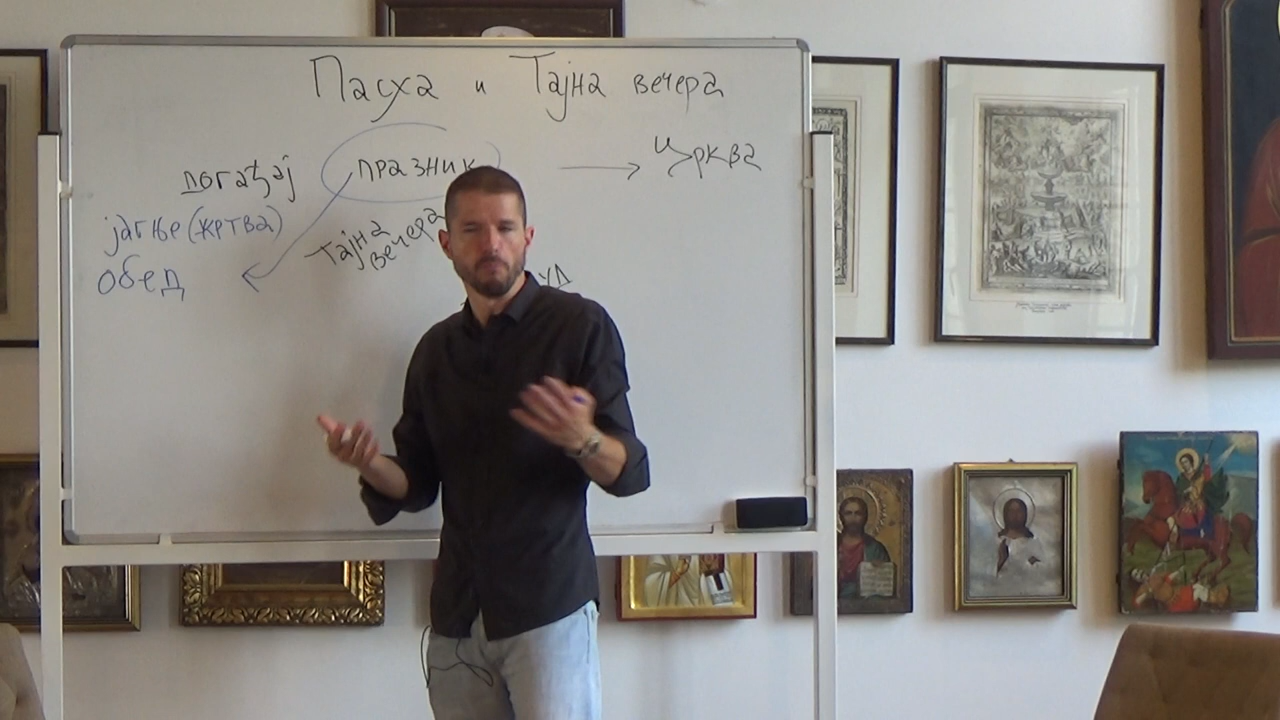 Пасха и Тајна вечера
догађај празник → Црква
јагње (жртва)
Тајна
вечера
обед